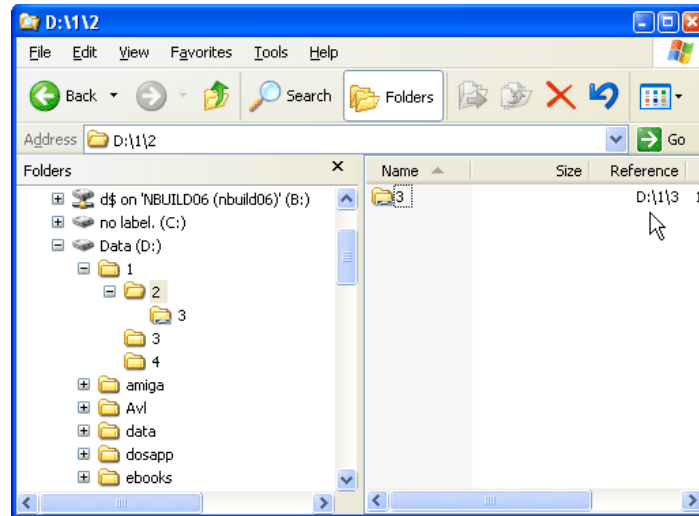 D:\1\2
File Edit View Favorites Tools Help
Back Search Folders
Address D:\1\2 Go
Folders
d$ on 'NBUILD06 (nbuild06)' (B:)
no label. (C:)
Data (D:)
1
2
3
3
4
amiga
Avl
data
dosapp
ebooks
Name Size Reference
3 D:\1\3